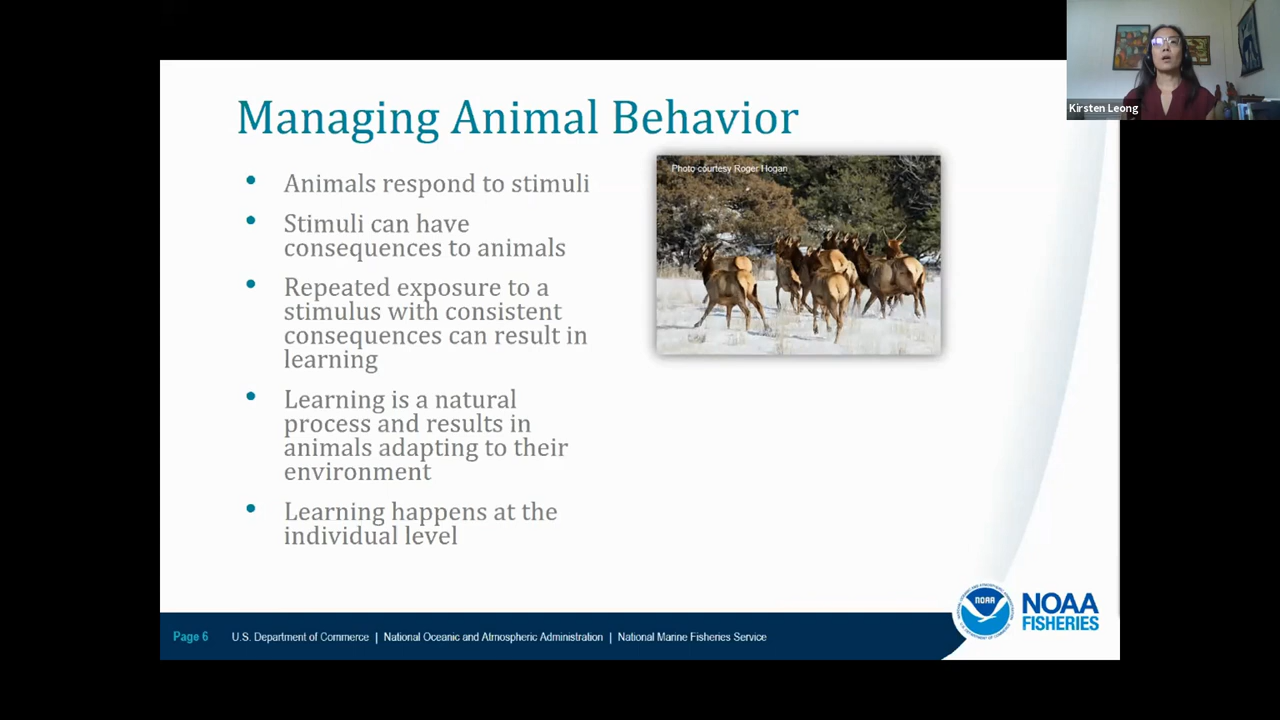 Kirsten Leong
Managing Animal Behavior
• Animals respond to stimuli
• Stimuli can have
consequences to animals
• Repeated exposure to a
stimulus with consistent
consequences can result in
learning
• Learning is a natural
process and results in
animals adapting to their
environment
• Learning happens at the
individual level
Photo courtesy Roger Hogan
Page 6
U.S. Department of Commerce | National Oceanic and Atmospheric Administration | National Marine Fisheries Service
NOAA
NOAA
FISHERIES